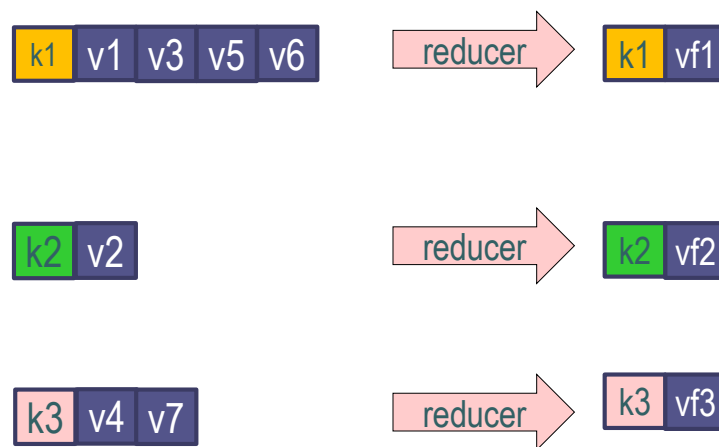 k1 v1 v3 v5 v6 reducer k1 vf1
k2 v2 reducer k2 vf2
k3 v4 v7 reducer k3 vf3